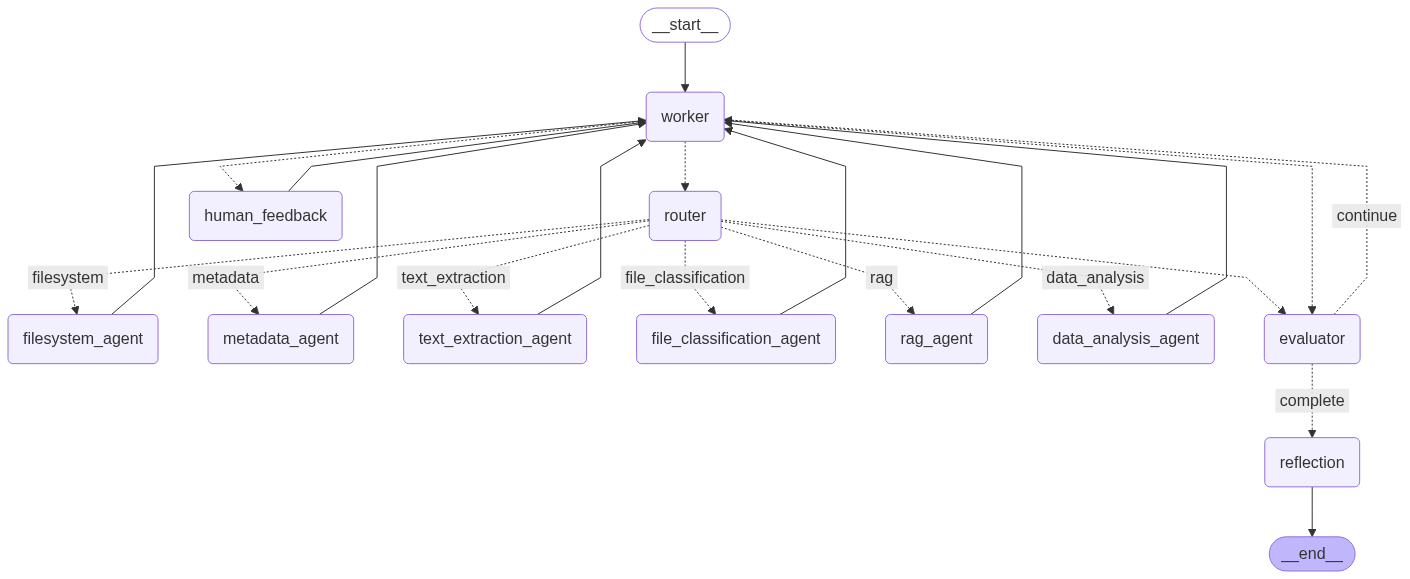 __start__
worker
human_feedback
router
continue
filesystem
metadata
text_extraction
file_classification
rag
data_analysis
filesystem_agent
metadata_agent
text_extraction_agent
file_classification_agent
rag_agent
data_analysis_agent
evaluator
complete
reflection
__end__